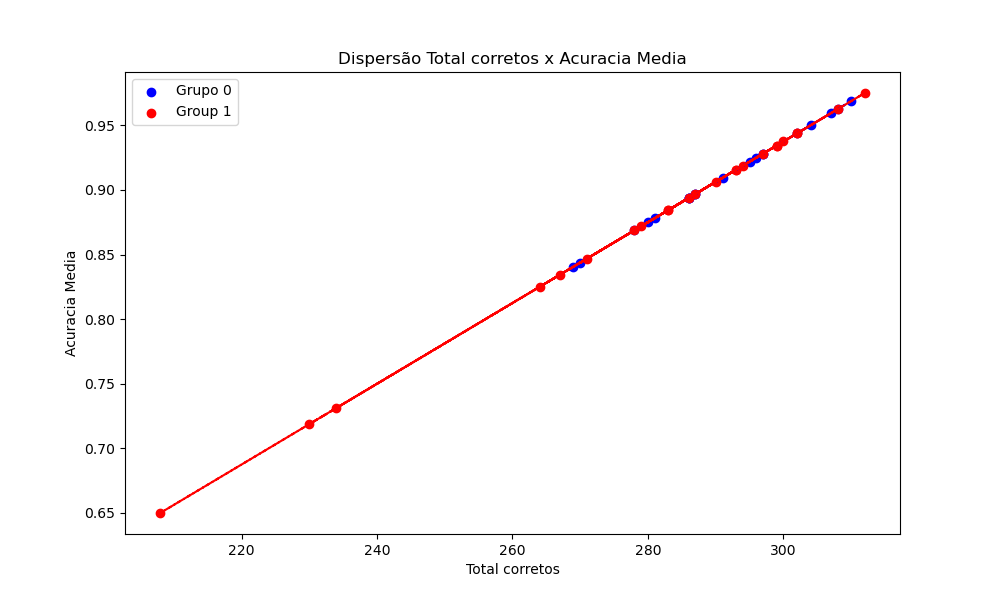 Dispersão Total corretos x Acuracia Media
Grupo 0
Group 1
0.95
0.90
0.85
0.80
0.75
0.70
0.65
Acuracia Media
220 240 260 280 300
Total corretos